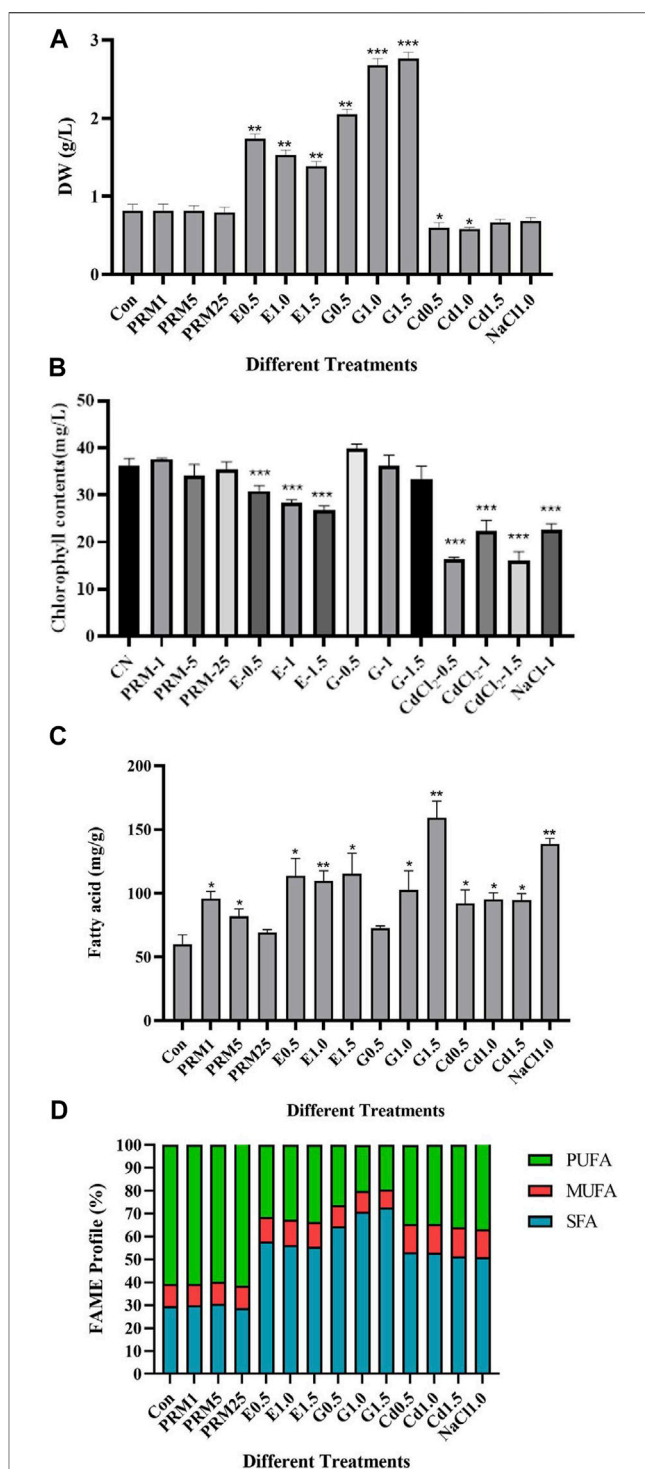 A
DW (g/L)
3
2
1
0
** ** ** ** *** *** * *
Con PRM1 PRM5 PRM25 E0.5 E1.0 E1.5 G0.5 G1.0 G1.5 Cd0.5 Cd1.0 Cd1.5 NaCl1.0
Different Treatments
B
Chlorophyll contents(mg/L)
50
40
30
20
10
0
*** *** *** *** *** *** ***
CN PRM-1 PRM-5 PRM-25 E-0.5 E-1 E-1.5 G-0.5 G-1 G-1.5 CdCl₂-0.5 CdCl₂-1 CdCl₂-1.5 NaCl-1
C
Fatty acid (mg/g)
200
150
100
50
0
* * * ** * * ** * * * **
Con PRM1 PRM5 PRM25 E0.5 E1.0 E1.5 G0.5 G1.0 G1.5 Cd0.5 Cd1.0 Cd1.5 NaCl1.0
Different Treatments
D
FAME Profile (%)
100
90
80
70
60
50
40
30
20
10
0
PUFA
MUFA
SFA
Con PRM1 PRM5 PRM25 E0.5 E1.0 E1.5 G0.5 G1.0 G1.5 Cd0.5 Cd1.0 Cd1.5 NaCl1.0
Different Treatments